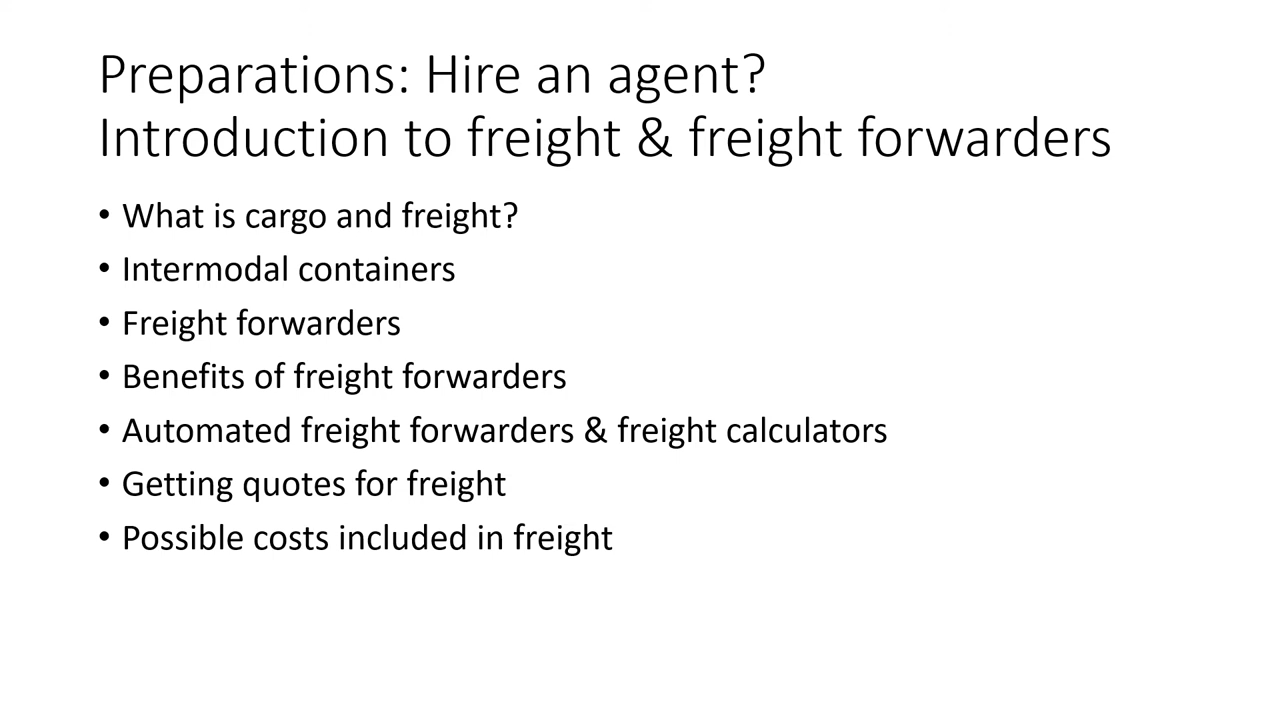 Preparations: Hire an agent?
Introduction to freight & freight forwarders
• What is cargo and freight?
• Intermodal containers
• Freight forwarders
• Benefits of freight forwarders
• Automated freight forwarders & freight calculators
• Getting quotes for freight
• Possible costs included in freight